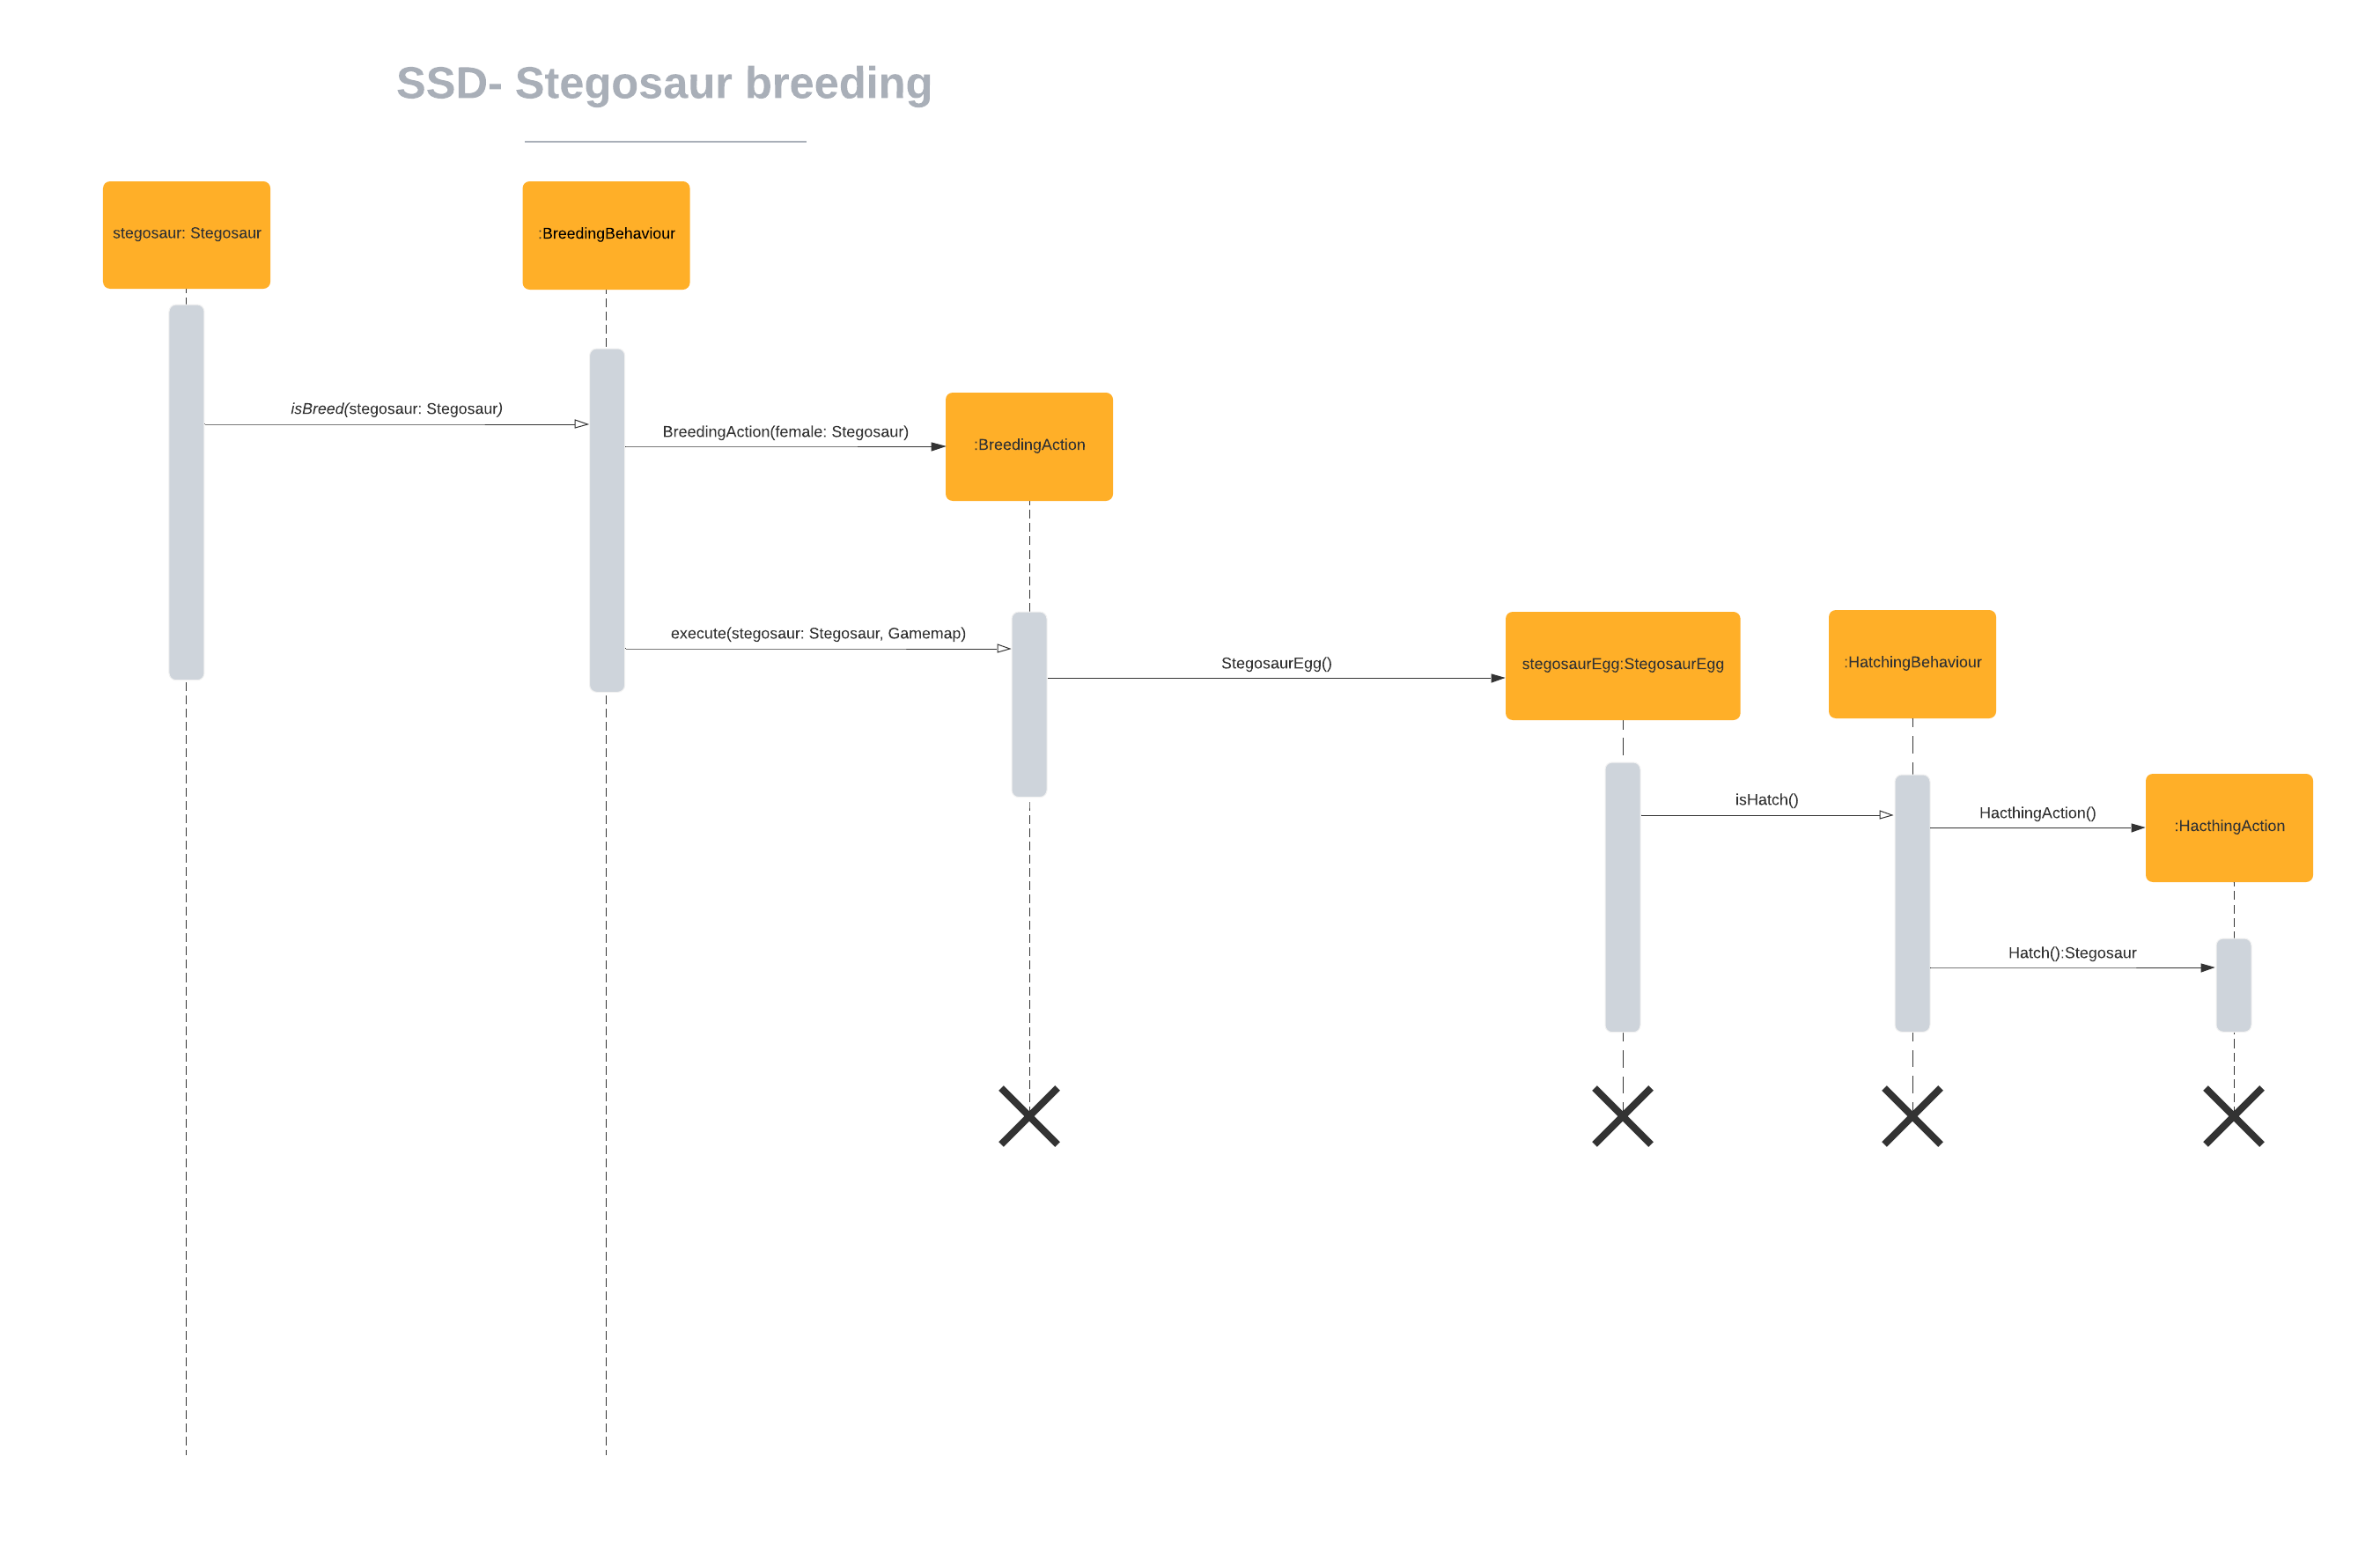 SSD- Stegosaur breeding
stegosaur: Stegosaur
:BreedingBehaviour
isBreed(stegosaur: Stegosaur)
BreedingAction(female: Stegosaur)
:BreedingAction
execute(stegosaur: Stegosaur, Gamemap)
StegosaurEgg()
stegosaurEgg:StegosaurEgg
:HatchingBehaviour
isHatch()
HacthingAction()
:HacthingAction
Hatch():Stegosaur